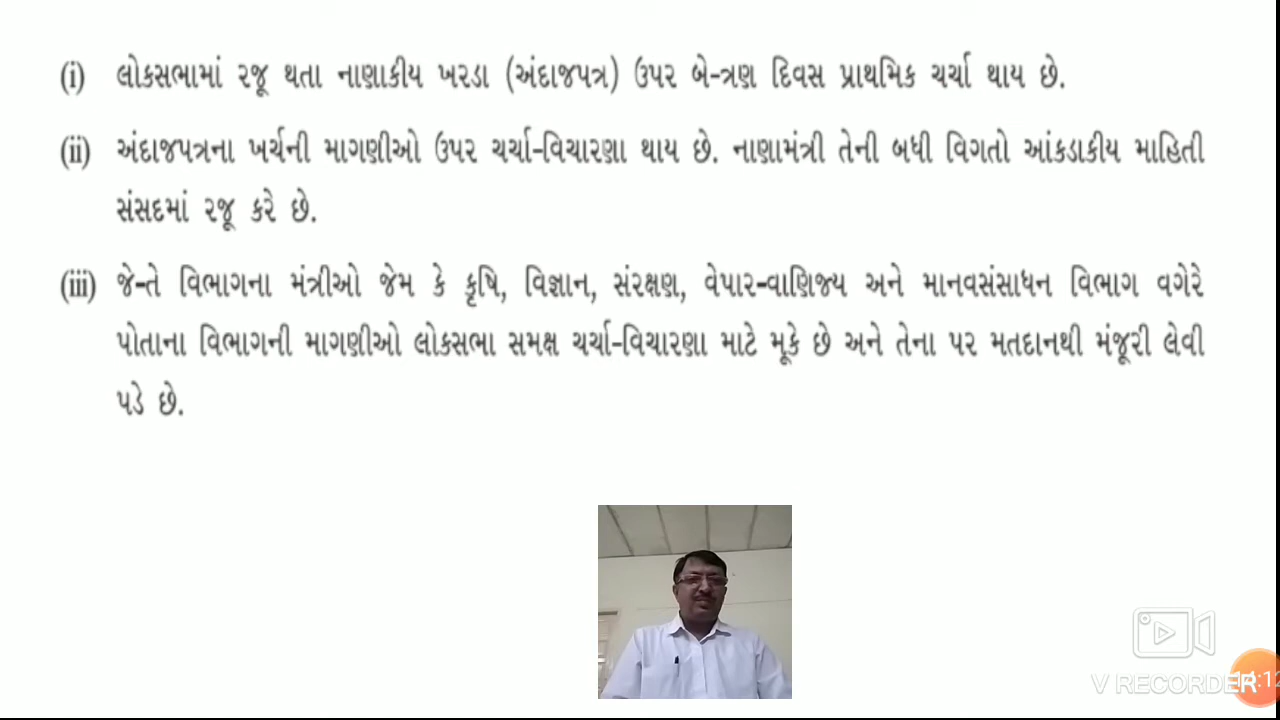 (i) લોકસભામાં રજૂ થતા નાણાકીય ખરડા (અંદાજપત્ર) ઉપર બે-ત્રણ દિવસ પ્રાથમિક ચર્ચા થાય છે.
(ii) અંદાજપત્રના ખર્ચની માગણીઓ ઉપર ચર્ચા-વિચારણા થાય છે. નાણામંત્રી તેની બધી વિગતો આંકડાકીય માહિતી
સંસદમાં રજૂ કરે છે.
(iii) જે-તે વિભાગના મંત્રીઓ જેમ કે કૃષિ, વિજ્ઞાન, સંરક્ષણ, વેપાર-વાણિજ્ય અને માનવસંસાધન વિભાગ વગેરે
પોતાના વિભાગની માગણીઓ લોકસભા સમક્ષ ચર્ચા-વિચારણા માટે મૂકે છે અને તેના પર મતદાનથી મંજૂરી લેવી
પડે છે.
V RECORDER